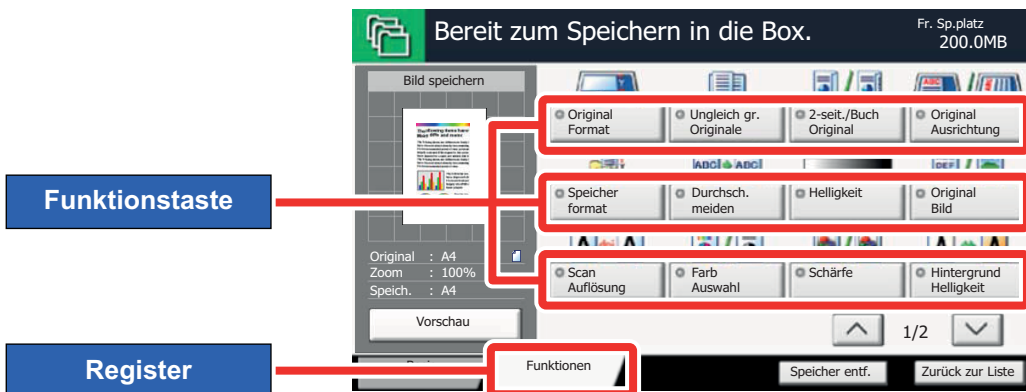 Bereit zum Speichern in die Box.
Fr. Sp.platz
200.0MB
Bild speichern
Original Format
Ungleich gr. Originale
2-seit./Buch Original
Original Ausrichtung
Funktionstaste
Speicher format
Durchsch. meiden
Helligkeit
Original Bild
Original : A4
Zoom : 100%
Speich. : A4
Scan Auflösung
Farb Auswahl
Schärfe
Hintergrund Helligkeit
Vorschau
1/2
Register
Funktionen
Speicher entf.
Zurück zur Liste